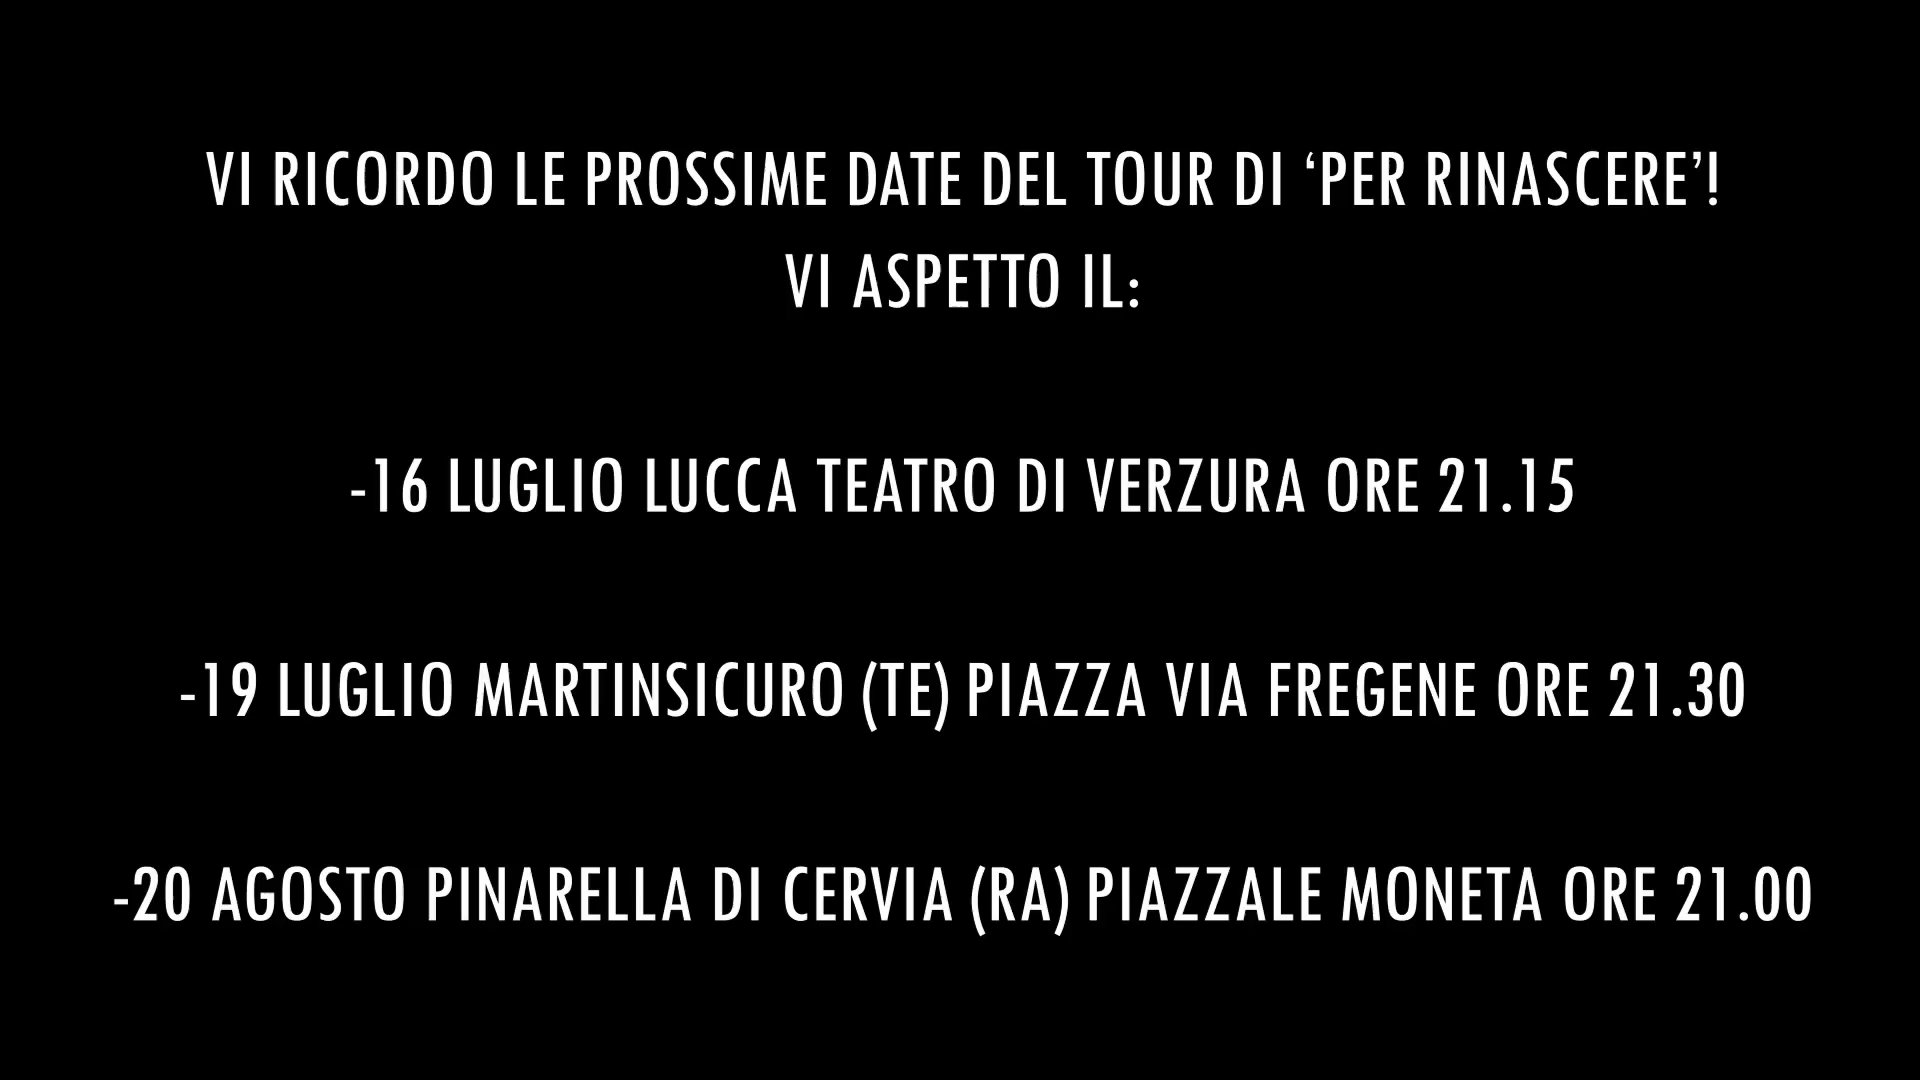 VI RICORDO LE PROSSIME DATE DEL TOUR DI ‘PER RINASCERE’!
VI ASPETTO IL:
-16 LUGLIO LUCCA TEATRO DI VERZURA ORE 21.15
-19 LUGLIO MARTINSICURO (TE) PIAZZA VIA FREGENE ORE 21.30
-20 AGOSTO PINARELLA DI CERVIA (RA) PIAZZALE MONETA ORE 21.00